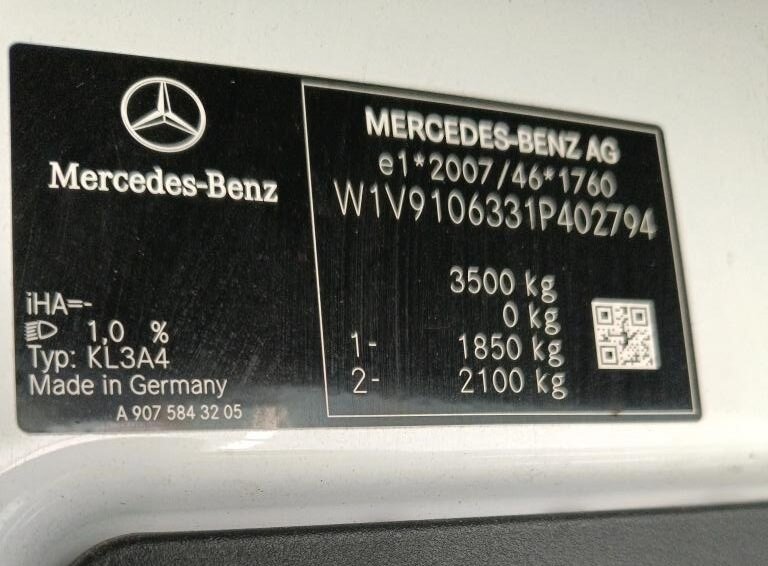 Mercedes-Benz
iHA=-
1,0 %
Typ: KL3A4
Made in Germany
A 907 584 32 05
MERCEDES-BENZ AG
e1*2007/46*1760
W1V9106331P402794
3500 kg
0 kg
1- 1850 kg
2- 2100 kg